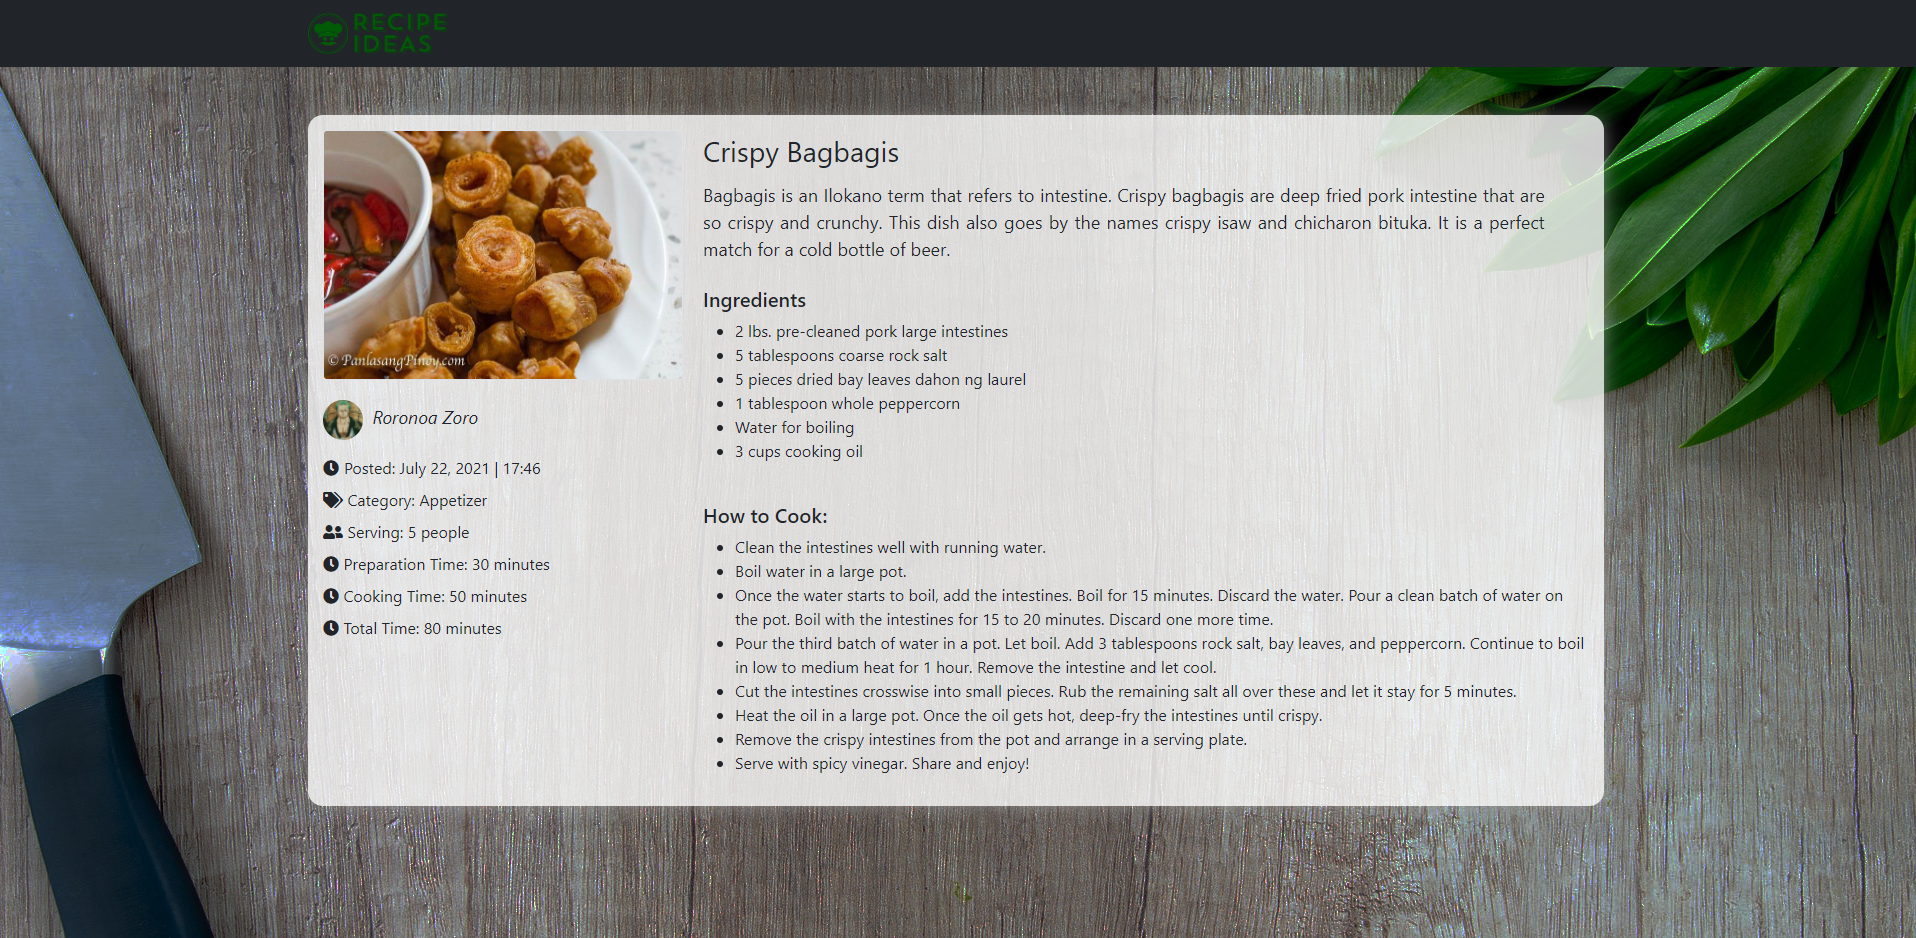 RECIPE
IDEAS
© PanlasangPinoy.com
Roronoa Zoro
Posted: July 22, 2021 | 17:46
Category: Appetizer
Serving: 5 people
Preparation Time: 30 minutes
Cooking Time: 50 minutes
Total Time: 80 minutes
Crispy Bagbagis
Bagbagis is an Ilokano term that refers to intestine. Crispy bagbagis are deep fried pork intestine that are
so crispy and crunchy. This dish also goes by the names crispy isaw and chicharon bituka. It is a perfect
match for a cold bottle of beer.
Ingredients
2 lbs. pre-cleaned pork large intestines
5 tablespoons coarse rock salt
5 pieces dried bay leaves dahon ng laurel
1 tablespoon whole peppercorn
Water for boiling
3 cups cooking oil
How to Cook:
Clean the intestines well with running water.
Boil water in a large pot.
Once the water starts to boil, add the intestines. Boil for 15 minutes. Discard the water. Pour a clean batch of water on
the pot. Boil with the intestines for 15 to 20 minutes. Discard one more time.
Pour the third batch of water in a pot. Let boil. Add 3 tablespoons rock salt, bay leaves, and peppercorn. Continue to boil
in low to medium heat for 1 hour. Remove the intestine and let cool.
Cut the intestines crosswise into small pieces. Rub the remaining salt all over these and let it stay for 5 minutes.
Heat the oil in a large pot. Once the oil gets hot, deep-fry the intestines until crispy.
Remove the crispy intestines from the pot and arrange in a serving plate.
Serve with spicy vinegar. Share and enjoy!